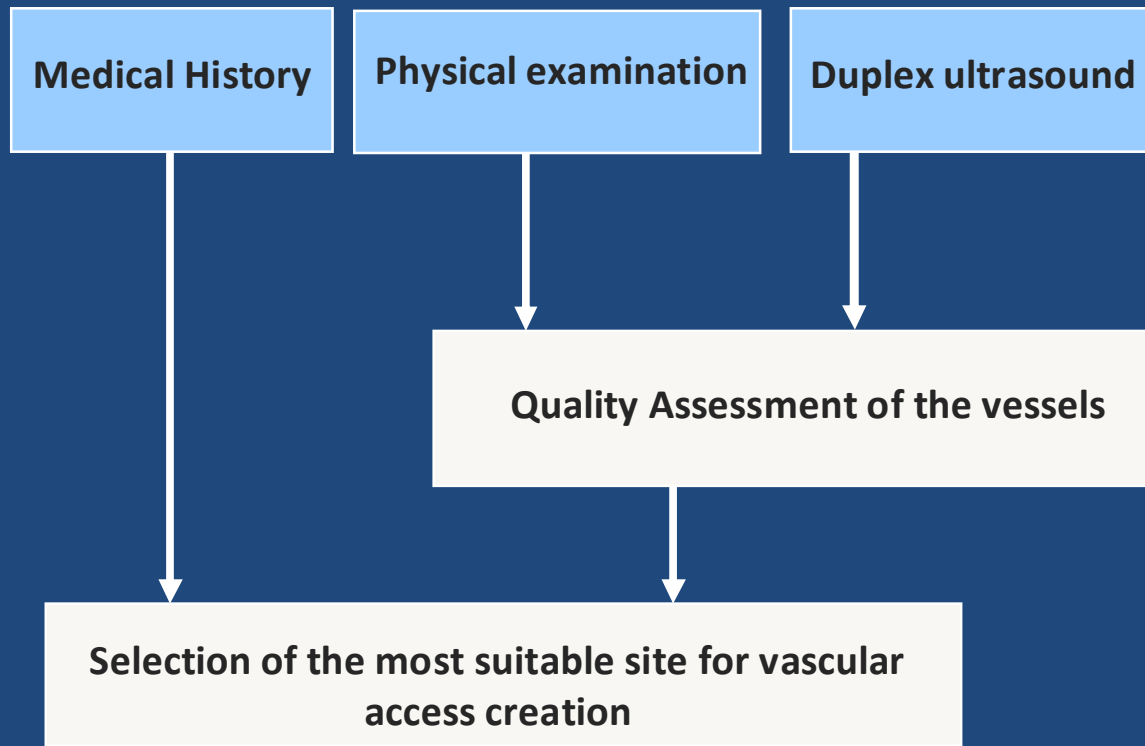 Medical History
Physical examination
Duplex ultrasound
Quality Assessment of the vessels
Selection of the most suitable site for vascular
access creation